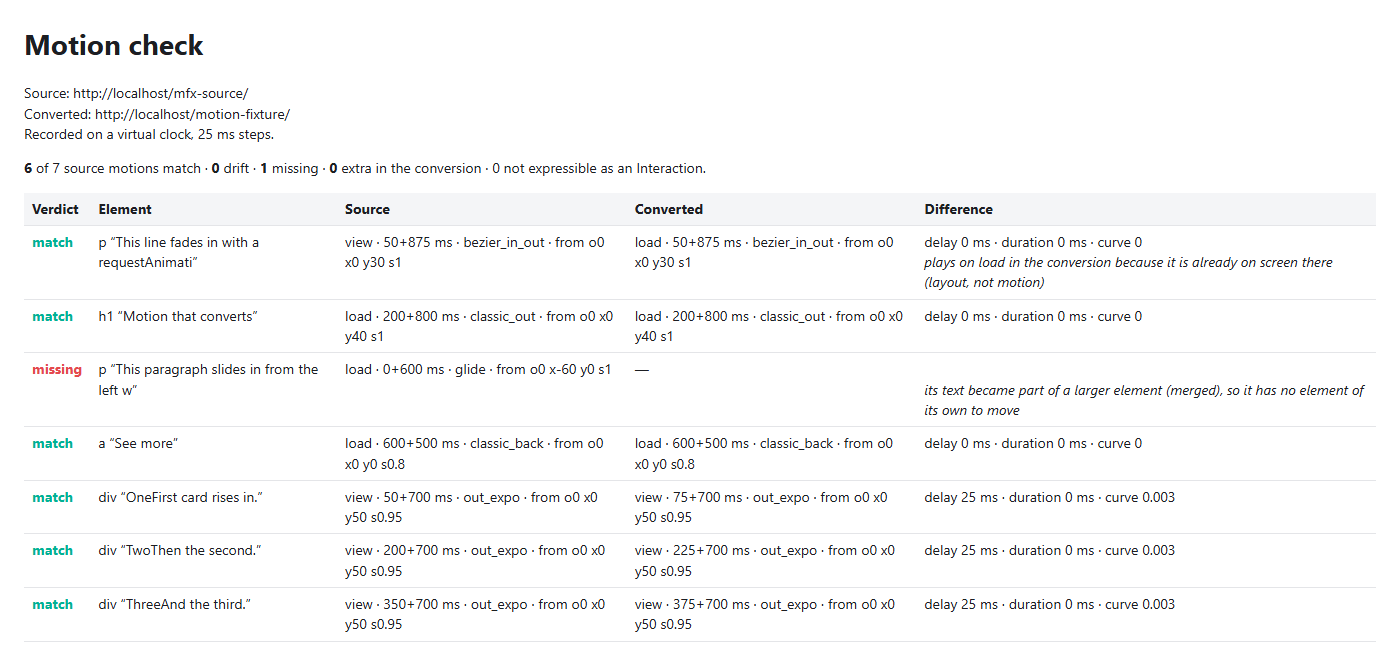 Motion check
Source: http://localhost/mfx-source/
Converted: http://localhost/motion-fixture/
Recorded on a virtual clock, 25 ms steps.
6 of 7 source motions match · 0 drift · 1 missing · 0 extra in the conversion · 0 not expressible as an Interaction.
Verdict Element Source Converted Difference
match p “This line fades in with a view · 50+875 ms · bezier_in_out · from o0 load · 50+875 ms · bezier_in_out · from o0 delay 0 ms · duration 0 ms · curve 0
requestAnimati” x0 y30 s1 x0 y30 s1 plays on load in the conversion because it is already on screen there
(layout, not motion)
match h1 “Motion that converts” load · 200+800 ms · classic_out · from o0 x0 load · 200+800 ms · classic_out · from o0 x0 delay 0 ms · duration 0 ms · curve 0
y40 s1 y40 s1
missing p “This paragraph slides in from the load · 0+600 ms · glide · from o0 x-60 y0 s1 —
left w” its text became part of a larger element (merged), so it has no element of
its own to move
match a “See more” load · 600+500 ms · classic_back · from o0 load · 600+500 ms · classic_back · from o0 delay 0 ms · duration 0 ms · curve 0
x0 y0 s0.8 x0 y0 s0.8
match div “OneFirst card rises in.” view · 50+700 ms · out_expo · from o0 x0 view · 75+700 ms · out_expo · from o0 x0 delay 25 ms · duration 0 ms · curve 0.003
y50 s0.95 y50 s0.95
match div “TwoThen the second.” view · 200+700 ms · out_expo · from o0 x0 view · 225+700 ms · out_expo · from o0 x0 delay 25 ms · duration 0 ms · curve 0.003
y50 s0.95 y50 s0.95
match div “ThreeAnd the third.” view · 350+700 ms · out_expo · from o0 x0 view · 375+700 ms · out_expo · from o0 x0 delay 25 ms · duration 0 ms · curve 0.003
y50 s0.95 y50 s0.95